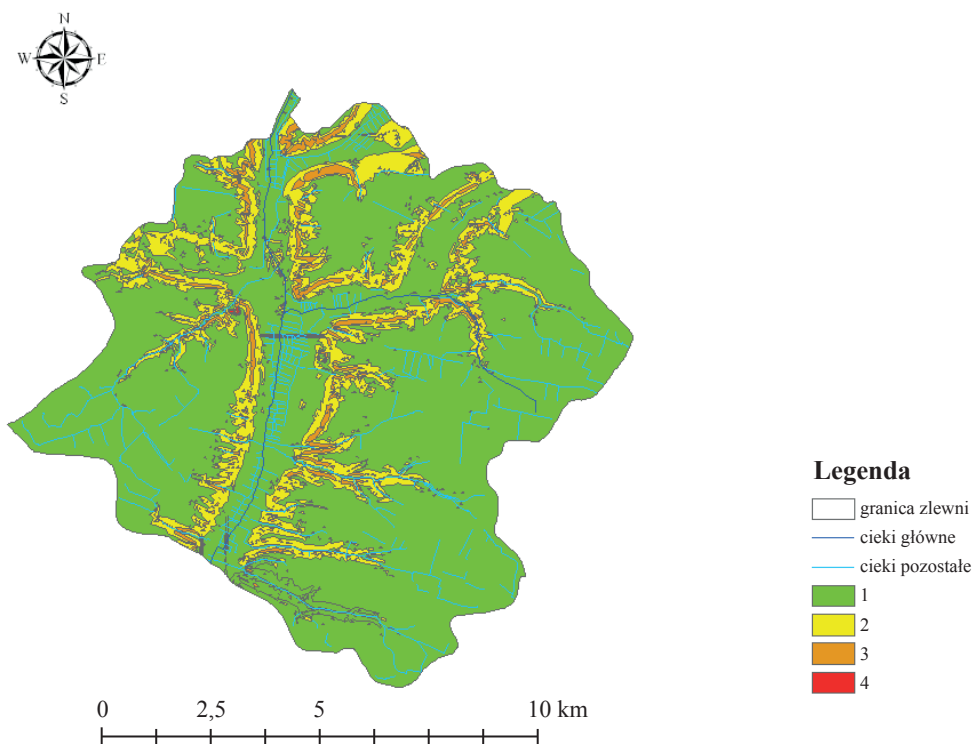 N
W E
S
Legenda
granica zlewni
cieki główne
cieki pozostałe
1
2
3
4
0 2,5 5 10 km